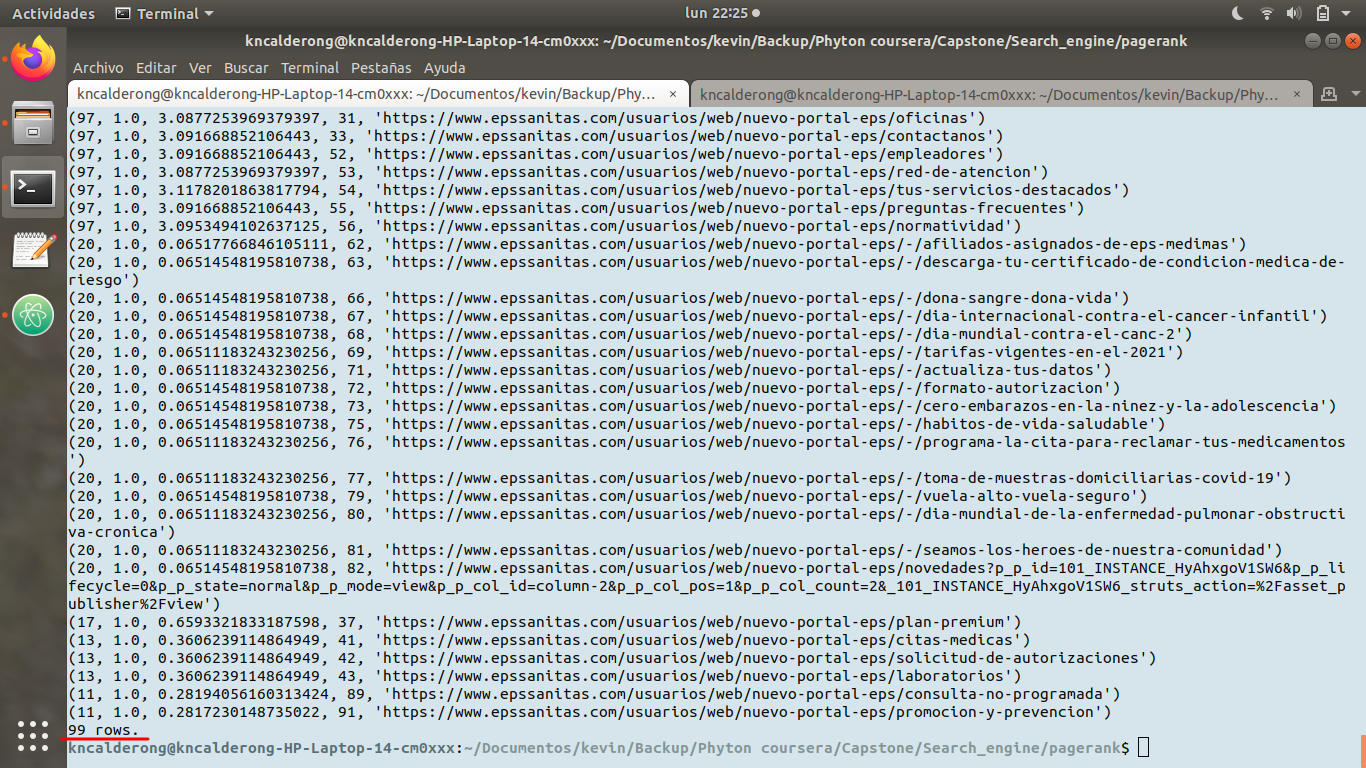 Actividades Terminal lun 22:25
kncalderong@kncalderong-HP-Laptop-14-cm0xxx: ~/Documentos/kevin/Backup/Phyton coursera/Capstone/Search_engine/pagerank
Archivo Editar Ver Buscar Terminal Pestañas Ayuda
kncalderong@kncalderong-HP-Laptop-14-cm0xxx: ~/Documentos/kevin/Backup/Phy... × kncalderong@kncalderong-HP-Laptop-14-cm0xxx: ~/Documentos/kevin/Backup/Phy... ×
(97, 1.0, 3.0877253969379397, 31, 'https://www.epssanitas.com/usuarios/web/nuevo-portal-eps/oficinas')
(97, 1.0, 3.091668852106443, 33, 'https://www.epssanitas.com/usuarios/web/nuevo-portal-eps/contactanos')
(97, 1.0, 3.091668852106443, 52, 'https://www.epssanitas.com/usuarios/web/nuevo-portal-eps/empleadores')
(97, 1.0, 3.0877253969379397, 53, 'https://www.epssanitas.com/usuarios/web/nuevo-portal-eps/red-de-atencion')
(97, 1.0, 3.1178201863817794, 54, 'https://www.epssanitas.com/usuarios/web/nuevo-portal-eps/tus-servicios-destacados')
(97, 1.0, 3.091668852106443, 55, 'https://www.epssanitas.com/usuarios/web/nuevo-portal-eps/preguntas-frecuentes')
(97, 1.0, 3.0953494102637125, 56, 'https://www.epssanitas.com/usuarios/web/nuevo-portal-eps/normatividad')
(20, 1.0, 0.06517766846105111, 62, 'https://www.epssanitas.com/usuarios/web/nuevo-portal-eps/-/afiliados-asignados-de-eps-medimas')
(20, 1.0, 0.06514548195810738, 63, 'https://www.epssanitas.com/usuarios/web/nuevo-portal-eps/-/descarga-tu-certificado-de-condicion-medica-de-
riesgo')
(20, 1.0, 0.06514548195810738, 66, 'https://www.epssanitas.com/usuarios/web/nuevo-portal-eps/-/dona-sangre-dona-vida')
(20, 1.0, 0.06514548195810738, 67, 'https://www.epssanitas.com/usuarios/web/nuevo-portal-eps/-/dia-internacional-contra-el-cancer-infantil')
(20, 1.0, 0.06514548195810738, 68, 'https://www.epssanitas.com/usuarios/web/nuevo-portal-eps/-/dia-mundial-contra-el-canc-2')
(20, 1.0, 0.06511183243230256, 69, 'https://www.epssanitas.com/usuarios/web/nuevo-portal-eps/-/tarifas-vigentes-en-el-2021')
(20, 1.0, 0.06511183243230256, 71, 'https://www.epssanitas.com/usuarios/web/nuevo-portal-eps/-/actualiza-tus-datos')
(20, 1.0, 0.06514548195810738, 72, 'https://www.epssanitas.com/usuarios/web/nuevo-portal-eps/-/formato-autorizacion')
(20, 1.0, 0.06514548195810738, 73, 'https://www.epssanitas.com/usuarios/web/nuevo-portal-eps/-/cero-embarazos-en-la-ninez-y-la-adolescencia')
(20, 1.0, 0.06514548195810738, 75, 'https://www.epssanitas.com/usuarios/web/nuevo-portal-eps/-/habitos-de-vida-saludable')
(20, 1.0, 0.06511183243230256, 76, 'https://www.epssanitas.com/usuarios/web/nuevo-portal-eps/-/programa-la-cita-para-reclamar-tus-medicamentos
')
(20, 1.0, 0.06511183243230256, 77, 'https://www.epssanitas.com/usuarios/web/nuevo-portal-eps/-/toma-de-muestras-domiciliarias-covid-19')
(20, 1.0, 0.06514548195810738, 79, 'https://www.epssanitas.com/usuarios/web/nuevo-portal-eps/-/vuela-alto-vuela-seguro')
(20, 1.0, 0.06511183243230256, 80, 'https://www.epssanitas.com/usuarios/web/nuevo-portal-eps/-/dia-mundial-de-la-enfermedad-pulmonar-obstructi
va-cronica')
(20, 1.0, 0.06511183243230256, 81, 'https://www.epssanitas.com/usuarios/web/nuevo-portal-eps/-/seamos-los-heroes-de-nuestra-comunidad')
(20, 1.0, 0.06514548195810738, 82, 'https://www.epssanitas.com/usuarios/web/nuevo-portal-eps/novedades?p_p_id=101_INSTANCE_HyAhxgoV1SW6&p_p_li
fecycle=0&p_p_state=normal&p_p_mode=view&p_p_col_id=column-2&p_p_col_pos=1&p_p_col_count=2&_101_INSTANCE_HyAhxgoV1SW6_struts_action=%2Fasset_p
ublisher%2Fview')
(17, 1.0, 0.6593321833187598, 37, 'https://www.epssanitas.com/usuarios/web/nuevo-portal-eps/plan-premium')
(13, 1.0, 0.3606239114864949, 41, 'https://www.epssanitas.com/usuarios/web/nuevo-portal-eps/citas-medicas')
(13, 1.0, 0.3606239114864949, 42, 'https://www.epssanitas.com/usuarios/web/nuevo-portal-eps/solicitud-de-autorizaciones')
(13, 1.0, 0.3606239114864949, 43, 'https://www.epssanitas.com/usuarios/web/nuevo-portal-eps/laboratorios')
(11, 1.0, 0.28194056160313424, 89, 'https://www.epssanitas.com/usuarios/web/nuevo-portal-eps/consulta-no-programada')
(11, 1.0, 0.2817230148735022, 91, 'https://www.epssanitas.com/usuarios/web/nuevo-portal-eps/promocion-y-prevencion')
99 rows.
kncalderong@kncalderong-HP-Laptop-14-cm0xxx:~/Documentos/kevin/Backup/Phyton coursera/Capstone/Search_engine/pagerank$